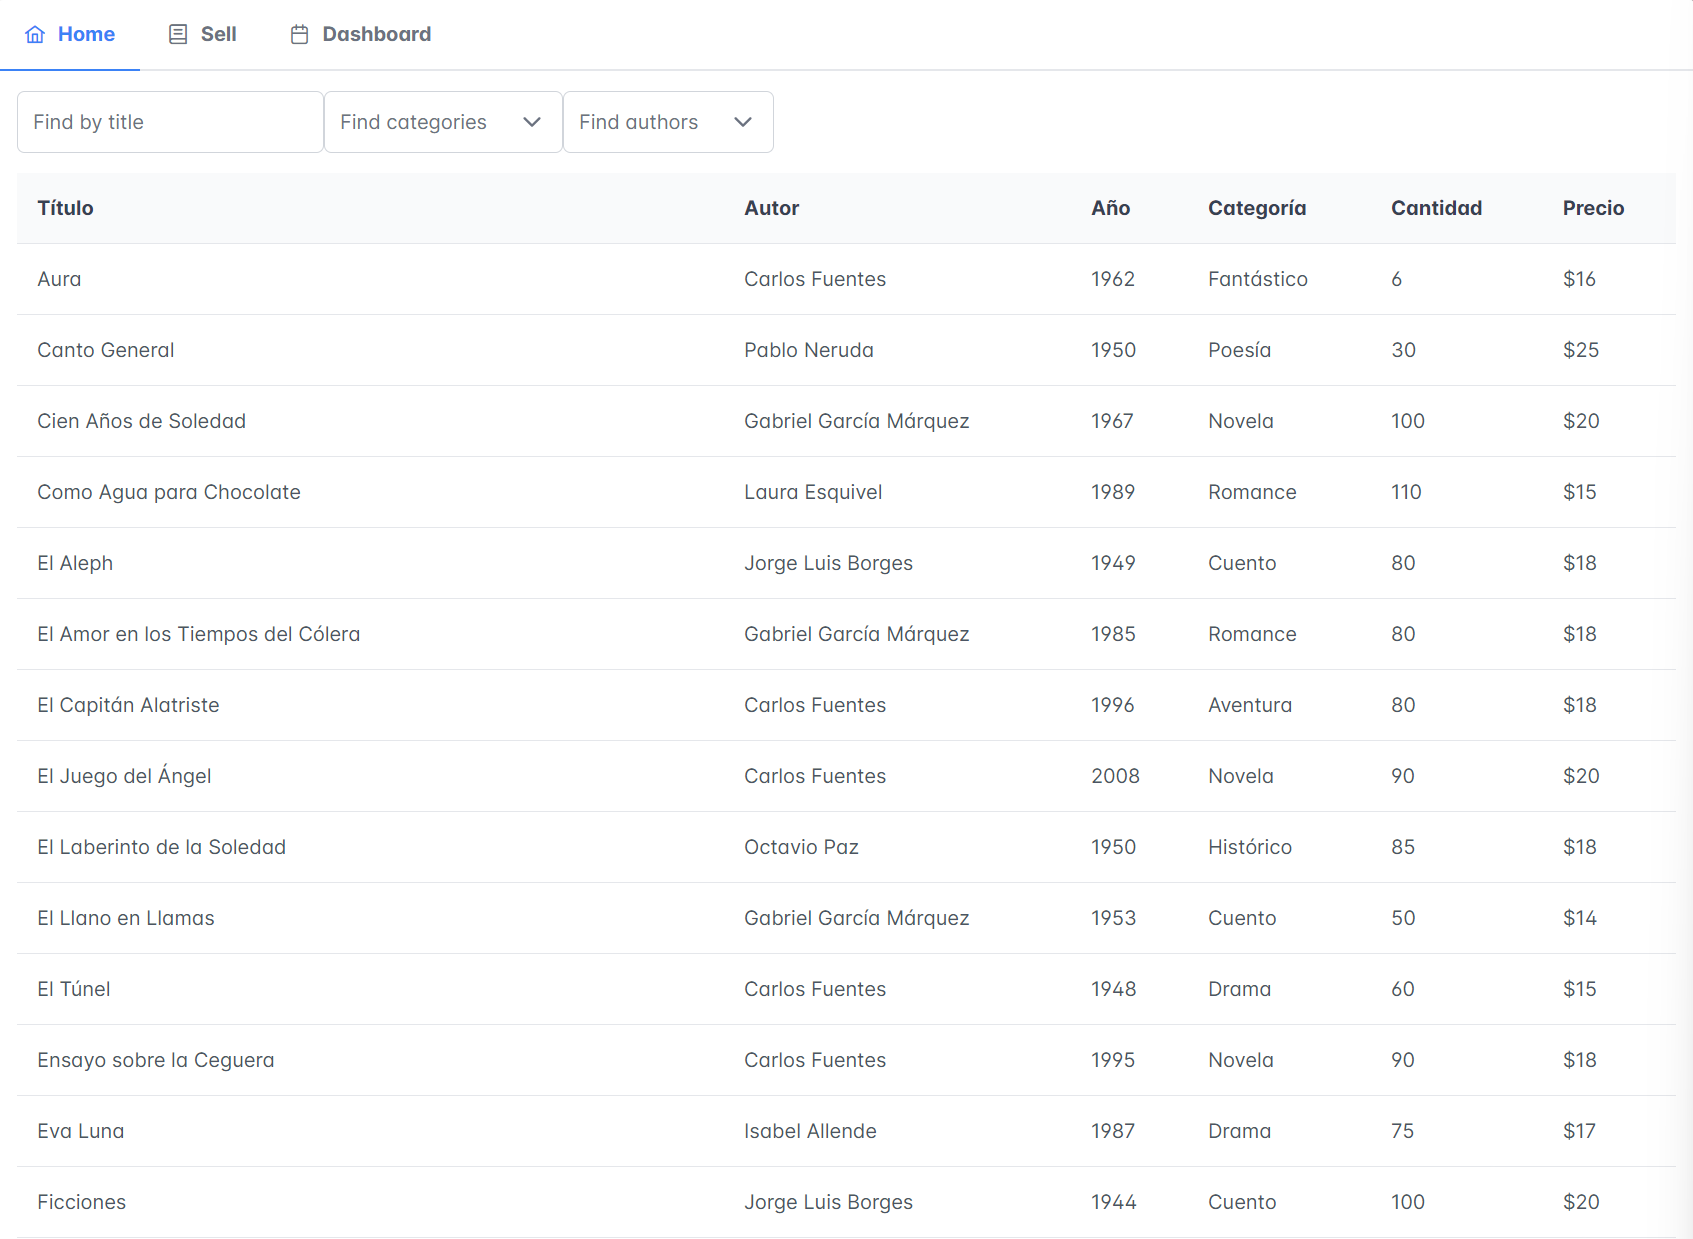 Home Sell Dashboard
Find by title Find categories Find authors
Título Autor Año Categoría Cantidad Precio
Aura Carlos Fuentes 1962 Fantástico 6 $16
Canto General Pablo Neruda 1950 Poesía 30 $25
Cien Años de Soledad Gabriel García Márquez 1967 Novela 100 $20
Como Agua para Chocolate Laura Esquivel 1989 Romance 110 $15
El Aleph Jorge Luis Borges 1949 Cuento 80 $18
El Amor en los Tiempos del Cólera Gabriel García Márquez 1985 Romance 80 $18
El Capitán Alatriste Carlos Fuentes 1996 Aventura 80 $18
El Juego del Ángel Carlos Fuentes 2008 Novela 90 $20
El Laberinto de la Soledad Octavio Paz 1950 Histórico 85 $18
El Llano en Llamas Gabriel García Márquez 1953 Cuento 50 $14
El Túnel Carlos Fuentes 1948 Drama 60 $15
Ensayo sobre la Ceguera Carlos Fuentes 1995 Novela 90 $18
Eva Luna Isabel Allende 1987 Drama 75 $17
Ficciones Jorge Luis Borges 1944 Cuento 100 $20